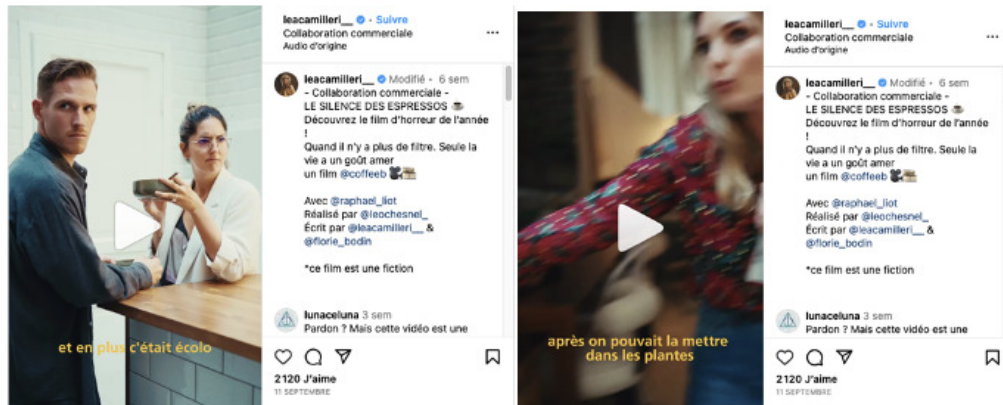 et en plus c'était écolo
leacamilleri__ • Suivre
Collaboration commerciale
Audio d'origine
leacamilleri__ Modifié • 6 sem
- Collaboration commerciale -
LE SILENCE DES ESPRESSOS ☕
Découvrez le film d'horreur de l'année
!
Quand il n'y a plus de filtre. Seule la
vie a un goût amer
un film @coffeeb
Avec @raphael_liot
Réalisé par @leochesnel_
Écrit par @leacamilleri__ &
@florie_bodin
*ce film est une fiction
lunaceluna 3 sem
Pardon ? Mais cette vidéo est une
2120 J'aime
11 SEPTEMBRE
après on pouvait la mettre
dans les plantes
leacamilleri__ • Suivre
Collaboration commerciale
Audio d'origine
leacamilleri__ Modifié • 6 sem
- Collaboration commerciale -
LE SILENCE DES ESPRESSOS ☕
Découvrez le film d'horreur de l'année
!
Quand il n'y a plus de filtre. Seule la
vie a un goût amer
un film @coffeeb
Avec @raphael_liot
Réalisé par @leochesnel_
Écrit par @leacamilleri__ &
@florie_bodin
*ce film est une fiction
lunaceluna 3 sem
Pardon ? Mais cette vidéo est une
2120 J'aime
11 SEPTEMBRE